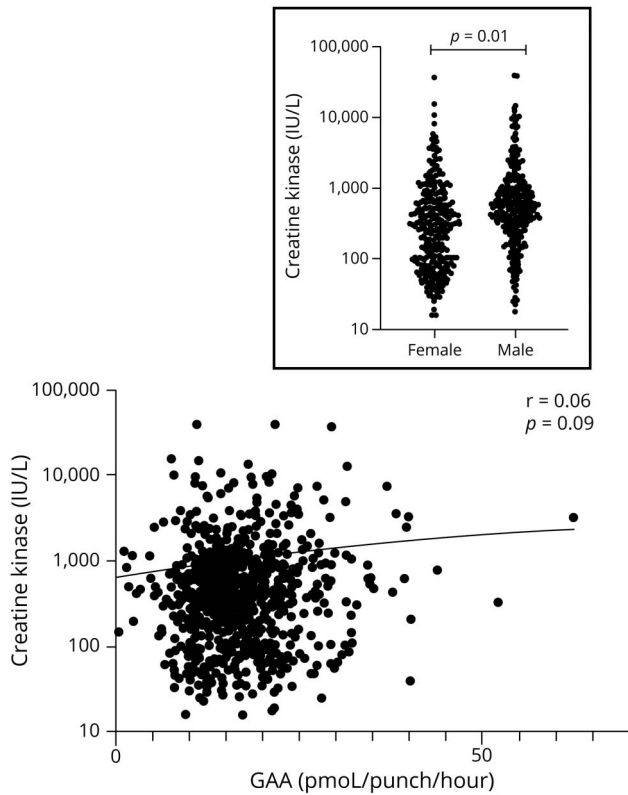 p = 0.01
Creatine kinase (IU/L)
100,000
10,000
1,000
100
10
Female Male
r = 0.06
p = 0.09
Creatine kinase (IU/L)
100,000
10,000
1,000
100
10
0 50
GAA (pmoL/punch/hour)